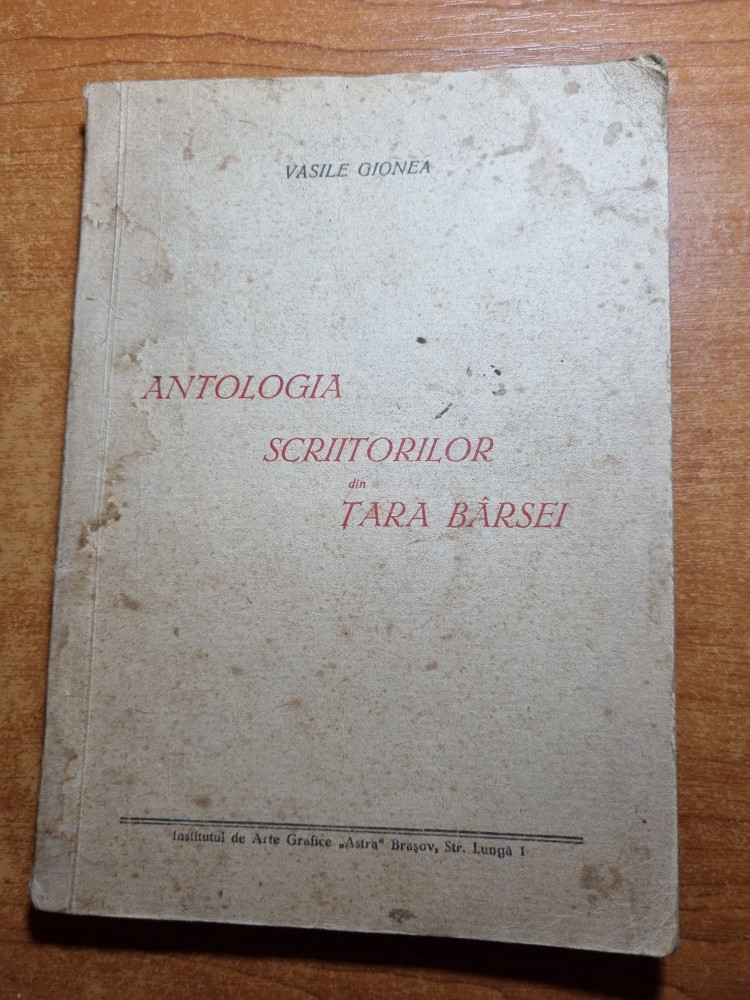 VASILE GIONEA
ANTOLOGIA
SCRIITORILOR
din
ȚARA BÂRSEI
Institutul de Arte Grafice „Astra“ Brașov, Str. Lungă 1